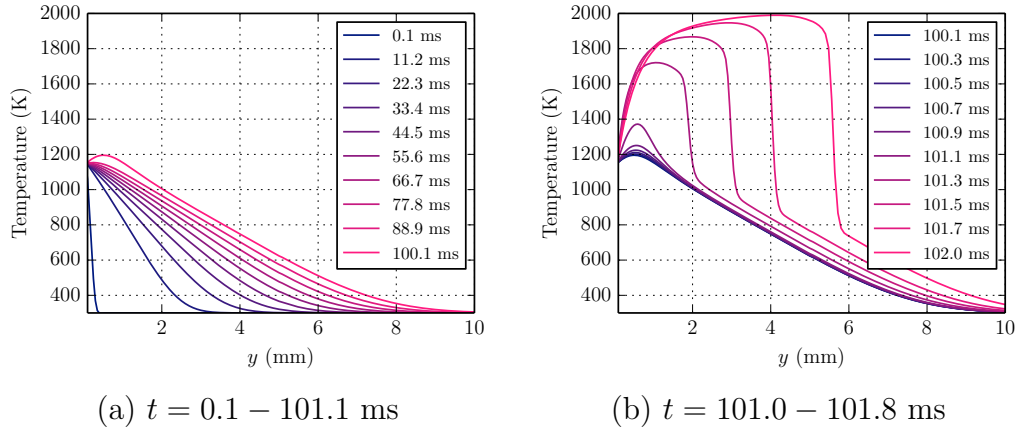 2000
1800
1600
1400
1200
1000
800
600
400
Temperature (K)
2
4
6
8
10
y (mm)
0.1 ms
11.2 ms
22.3 ms
33.4 ms
44.5 ms
55.6 ms
66.7 ms
77.8 ms
88.9 ms
100.1 ms
(a) t = 0.1 − 101.1 ms
2000
1800
1600
1400
1200
1000
800
600
400
Temperature (K)
2
4
6
8
10
y (mm)
100.1 ms
100.3 ms
100.5 ms
100.7 ms
100.9 ms
101.1 ms
101.3 ms
101.5 ms
101.7 ms
102.0 ms
(b) t = 101.0 − 101.8 ms